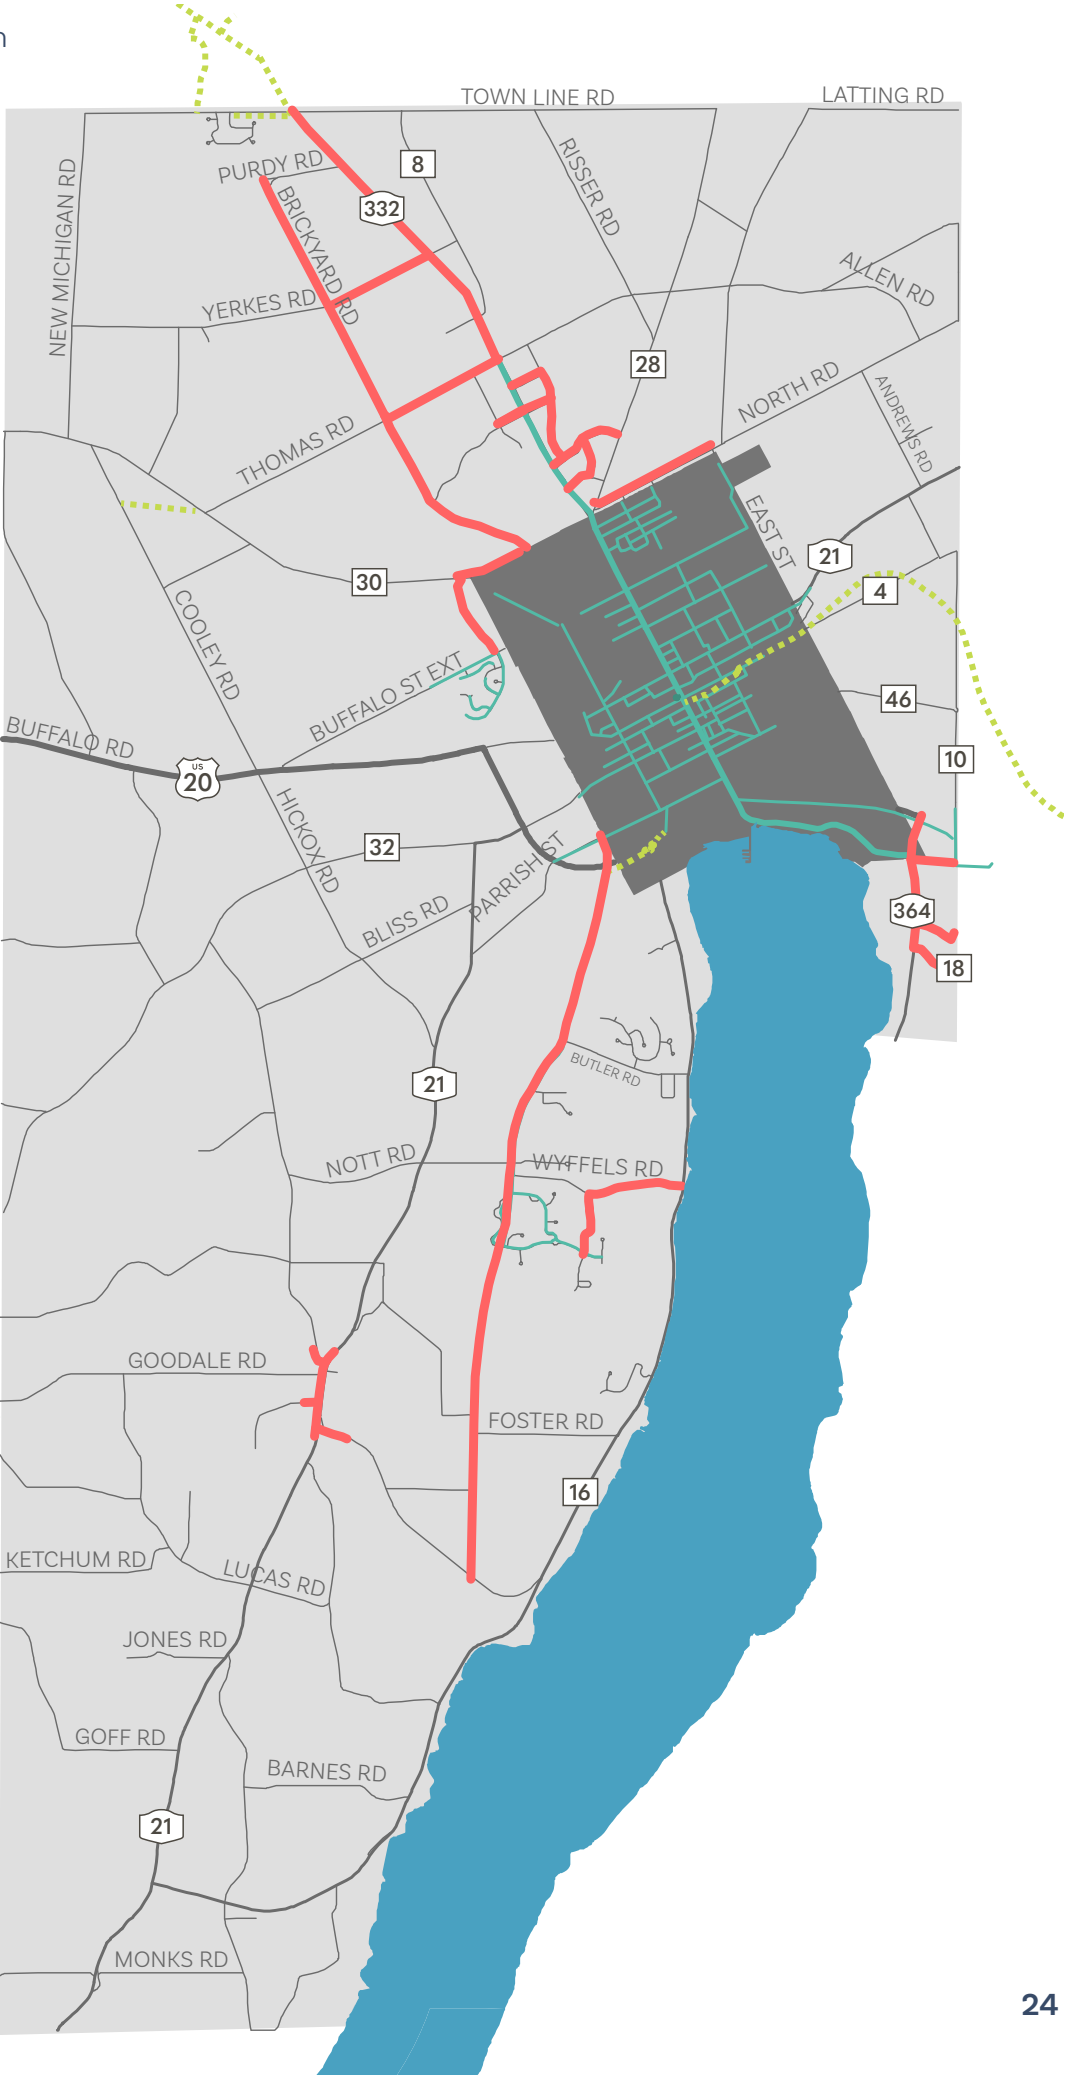 n
TOWN LINE RD
LATTING RD
PURDY RD
8
RISSER RD
NEW MICHIGAN RD
332
BRICKYARD RD
ALLEN RD
YERKES RD
28
NORTH RD
ANDREWS RD
THOMAS RD
EAST ST
21
30
4
COOLEY RD
BUFFALO ST EXT
46
BUFFALO RD
US
20
10
HICKOX RD
32
PARRISH ST
BLISS RD
364
18
21
BUTLER RD
NOTT RD
WYFFELS RD
GOODALE RD
FOSTER RD
16
KETCHUM RD
LUCAS RD
JONES RD
GOFF RD
BARNES RD
21
MONKS RD
24